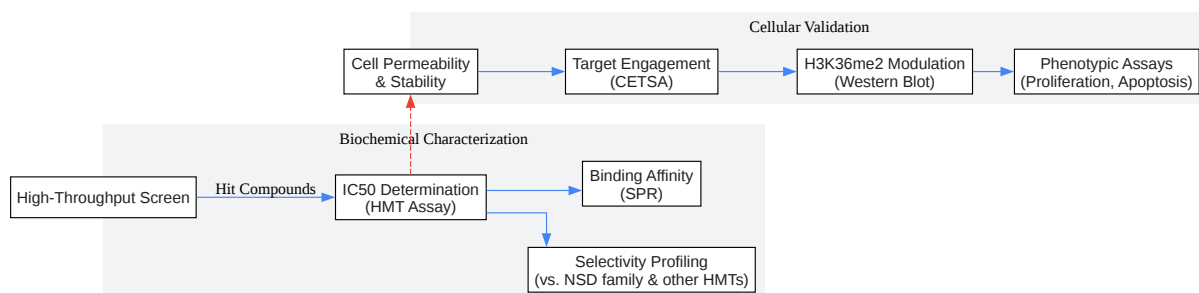 Cellular Validation
Cell Permeability
& Stability
Target Engagement
(CETSA)
H3K36me2 Modulation
(Western Blot)
Phenotypic Assays
(Proliferation, Apoptosis)
Biochemical Characterization
High-Throughput Screen
Hit Compounds
IC50 Determination
(HMT Assay)
Binding Affinity
(SPR)
Selectivity Profiling
(vs. NSD family & other HMTs)